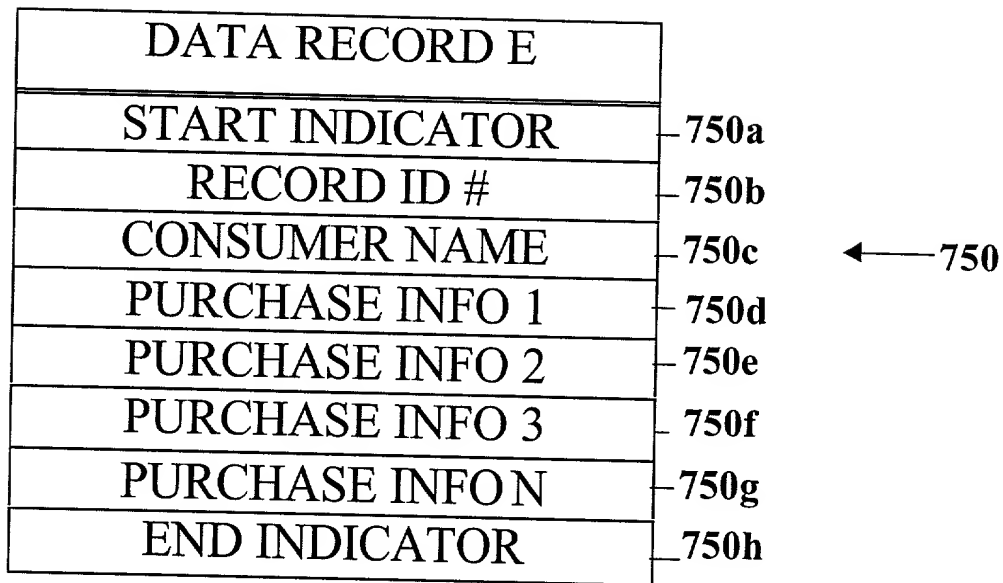 DATA RECORD E
START INDICATOR 750a
RECORD ID # 750b
CONSUMER NAME 750c 750
PURCHASE INFO 1 750d
PURCHASE INFO 2 750e
PURCHASE INFO 3 750f
PURCHASE INFO N 750g
END INDICATOR 750h